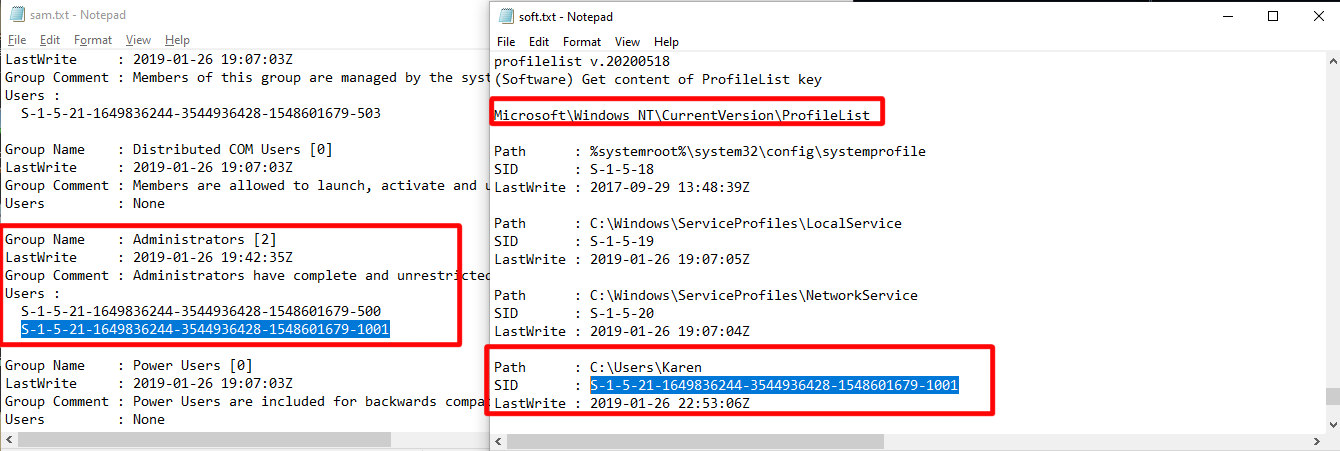 sam.txt - Notepad
File Edit Format View Help
LastWrite : 2019-01-26 19:07:03Z
Group Comment : Members of this group are managed by the syst
Users :
S-1-5-21-1649836244-3544936428-1548601679-503
Group Name : Distributed COM Users [0]
LastWrite : 2019-01-26 19:07:03Z
Group Comment : Members are allowed to launch, activate and u
Users : None
Group Name : Administrators [2]
LastWrite : 2019-01-26 19:42:35Z
Group Comment : Administrators have complete and unrestricted
Users :
S-1-5-21-1649836244-3544936428-1548601679-500
S-1-5-21-1649836244-3544936428-1548601679-1001
Group Name : Power Users [0]
LastWrite : 2019-01-26 19:07:03Z
Group Comment : Power Users are included for backwards compa
Users : None
soft.txt - Notepad
File Edit Format View Help
profilelist v.20200518
(Software) Get content of ProfileList key
Microsoft\Windows NT\CurrentVersion\ProfileList
Path : %systemroot%\system32\config\systemprofile
SID : S-1-5-18
LastWrite : 2017-09-29 13:48:39Z
Path : C:\Windows\ServiceProfiles\LocalService
SID : S-1-5-19
LastWrite : 2019-01-26 19:07:05Z
Path : C:\Windows\ServiceProfiles\NetworkService
SID : S-1-5-20
LastWrite : 2019-01-26 19:07:04Z
Path : C:\Users\Karen
SID : S-1-5-21-1649836244-3544936428-1548601679-1001
LastWrite : 2019-01-26 22:53:06Z